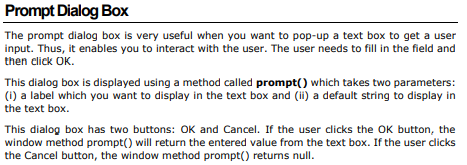 Prompt Dialog Box
The prompt dialog box is very useful when you want to pop-up a text box to get a user
input. Thus, it enables you to interact with the user. The user needs to fill in the field and
then click OK.
This dialog box is displayed using a method called prompt() which takes two parameters:
(i) a label which you want to display in the text box and (ii) a default string to display in
the text box.
This dialog box has two buttons: OK and Cancel. If the user clicks the OK button, the
window method prompt() will return the entered value from the text box. If the user clicks
the Cancel button, the window method prompt() returns null.